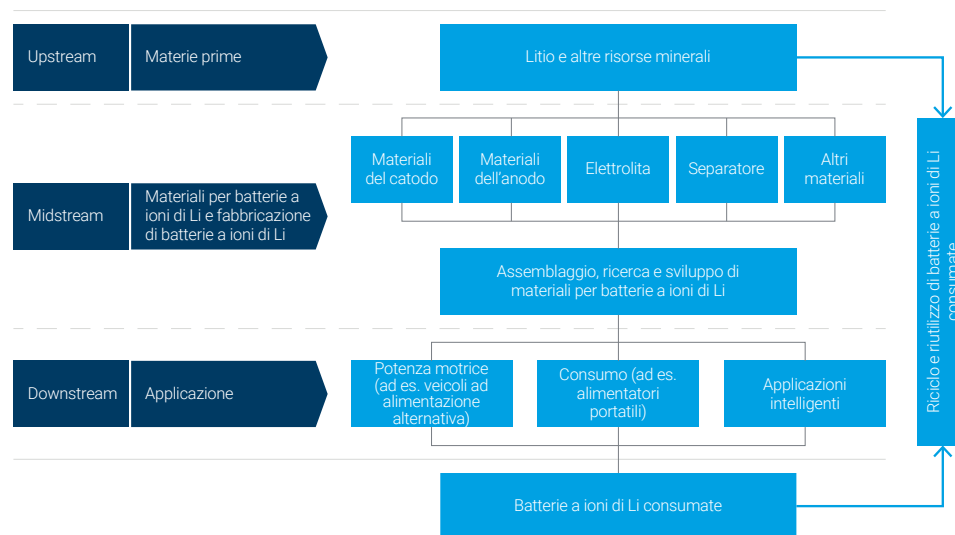 Upstream
Materie prime
Litio e altre risorse minerali
Midstream
Materiali per batterie a
ioni di Li e fabbricazione
di batterie a ioni di Li
Materiali
del catodo
Materiali
dell'anodo
Elettrolita
Separatore
Altri
materiali
Assemblaggio, ricerca e sviluppo di
materiali per batterie a ioni di Li
Downstream
Applicazione
Potenza motrice
(ad es. veicoli ad
alimentazione
alternativa)
Consumo (ad es.
alimentatori
portatili)
Applicazioni
intelligenti
Batterie a ioni di Li consumate
Riciclo e riutilizzo di batterie a ioni di Li
consumate